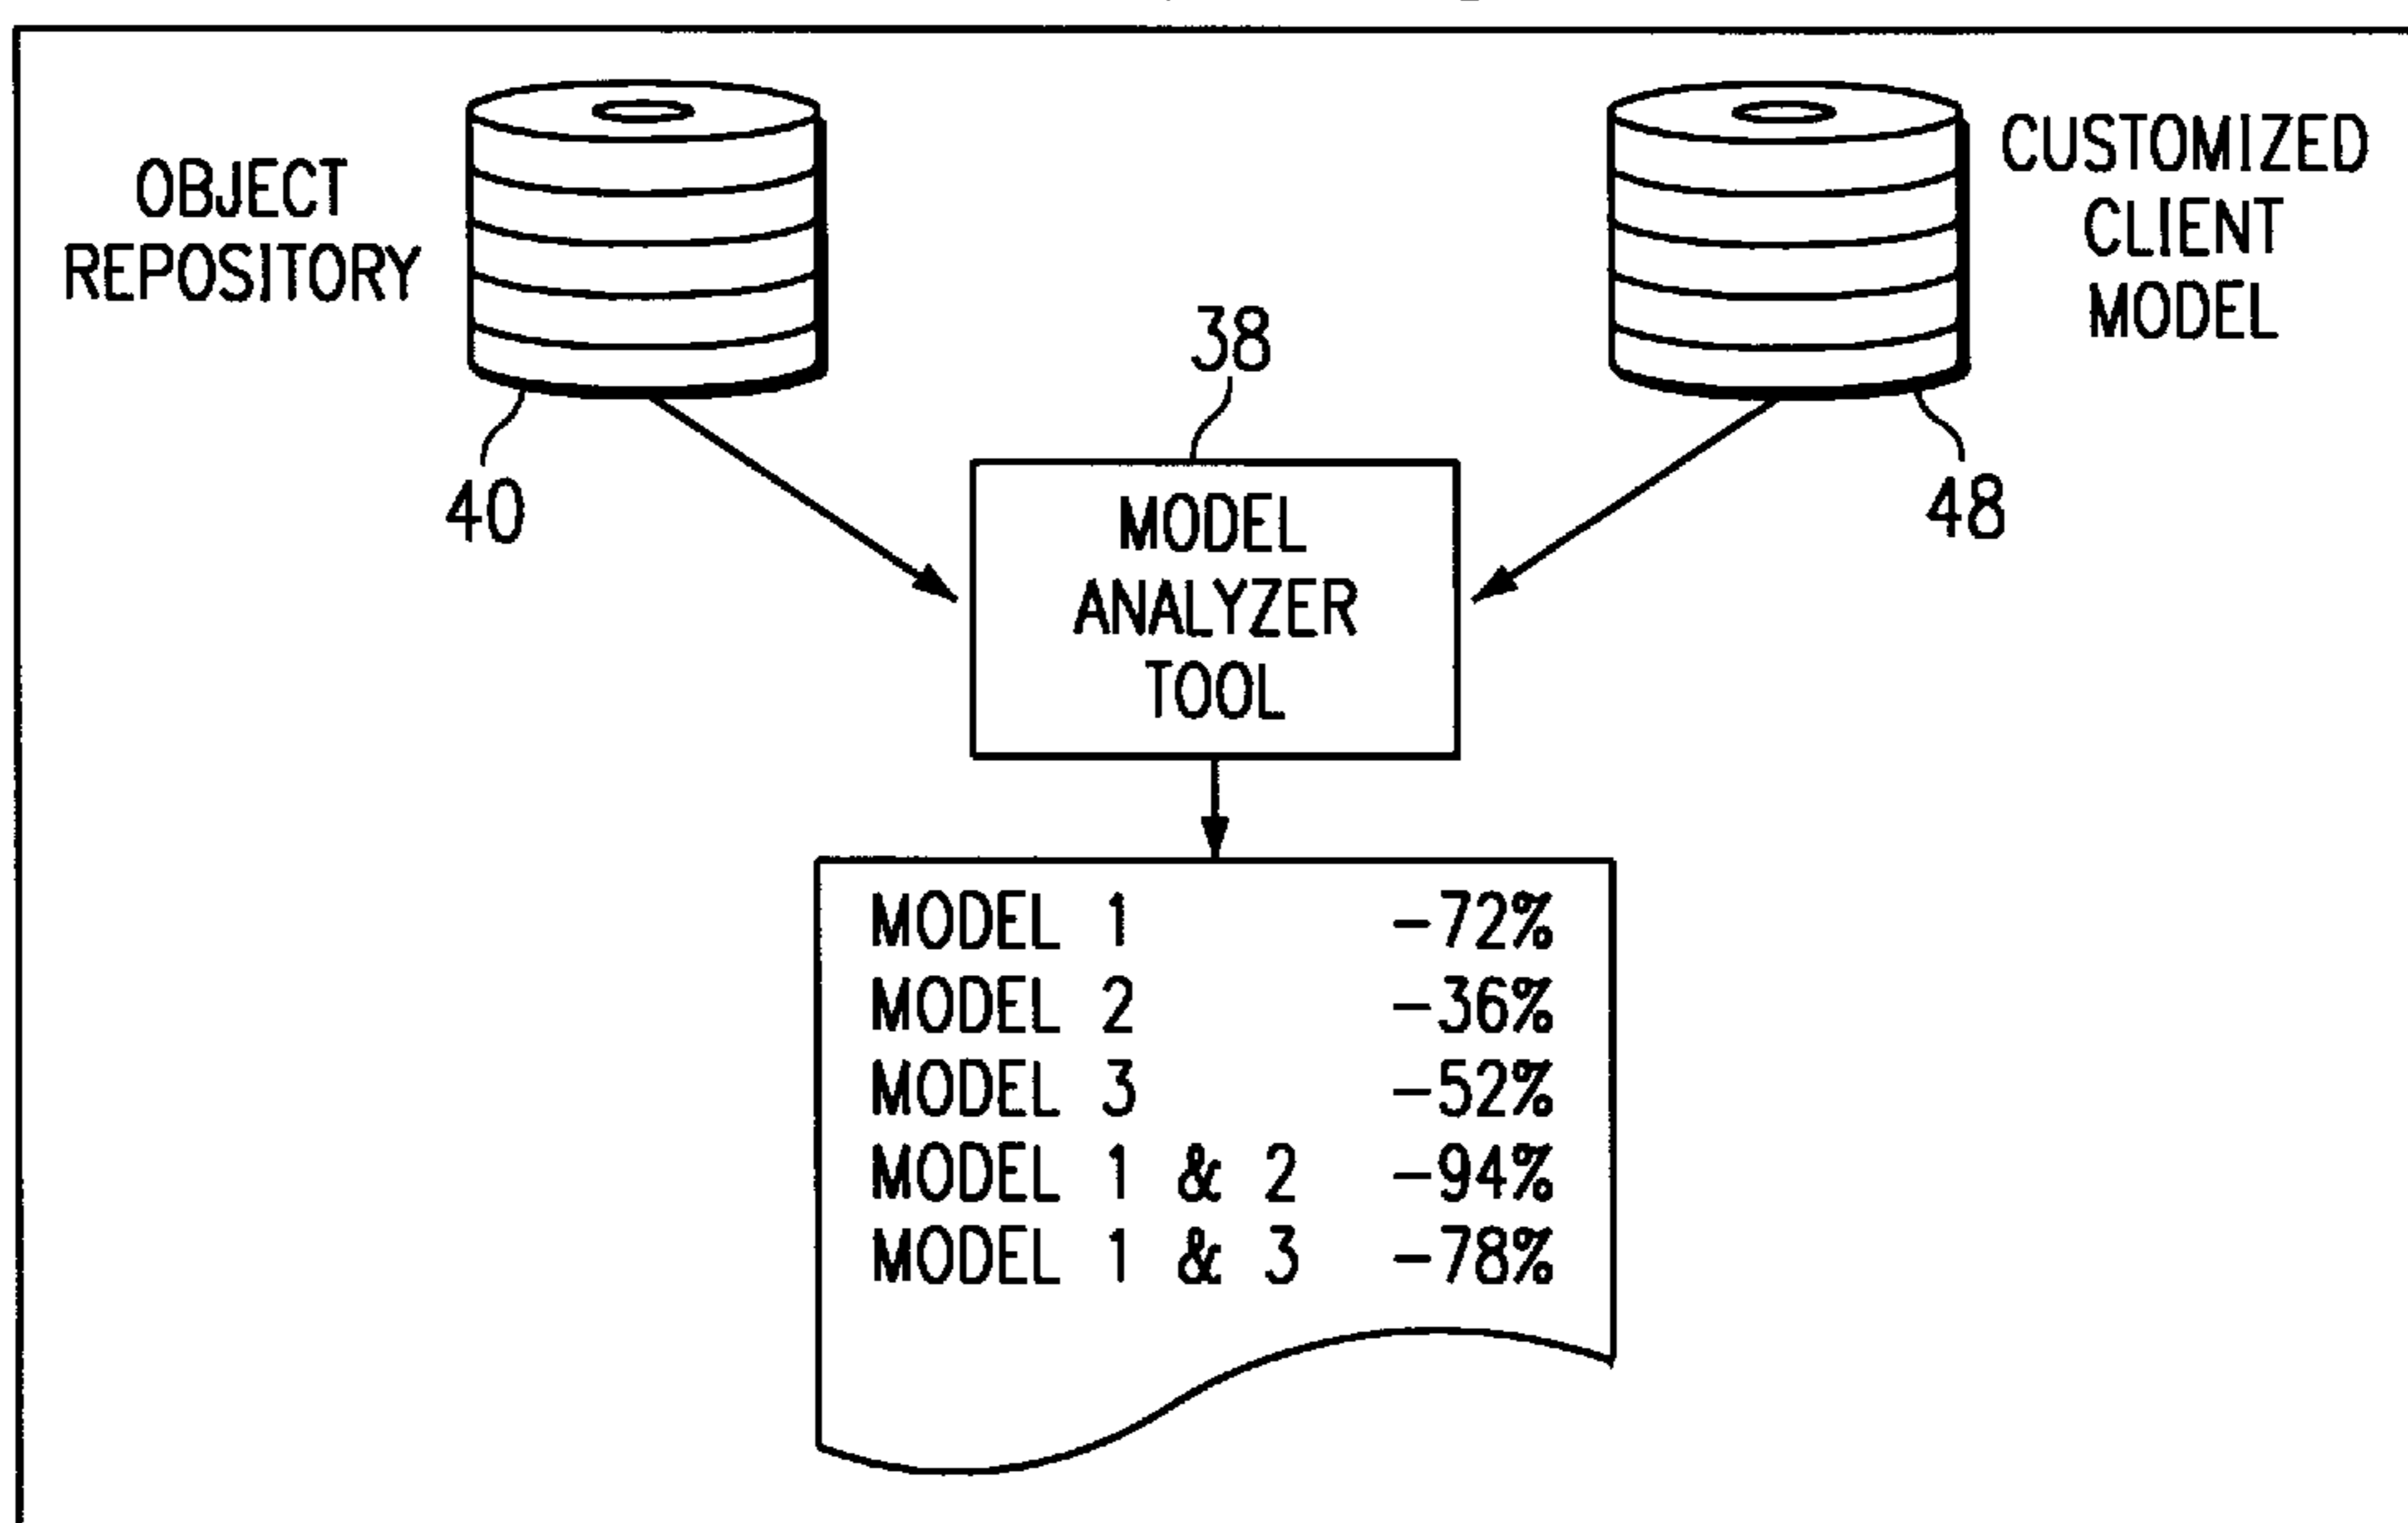 OBJECT
REPOSITORY
CUSTOMIZED
CLIENT
MODEL
38
40
48
MODEL
ANALYZER
TOOL
MODEL 1 -72%
MODEL 2 -36%
MODEL 3 -52%
MODEL 1 & 2 -94%
MODEL 1 & 3 -78%